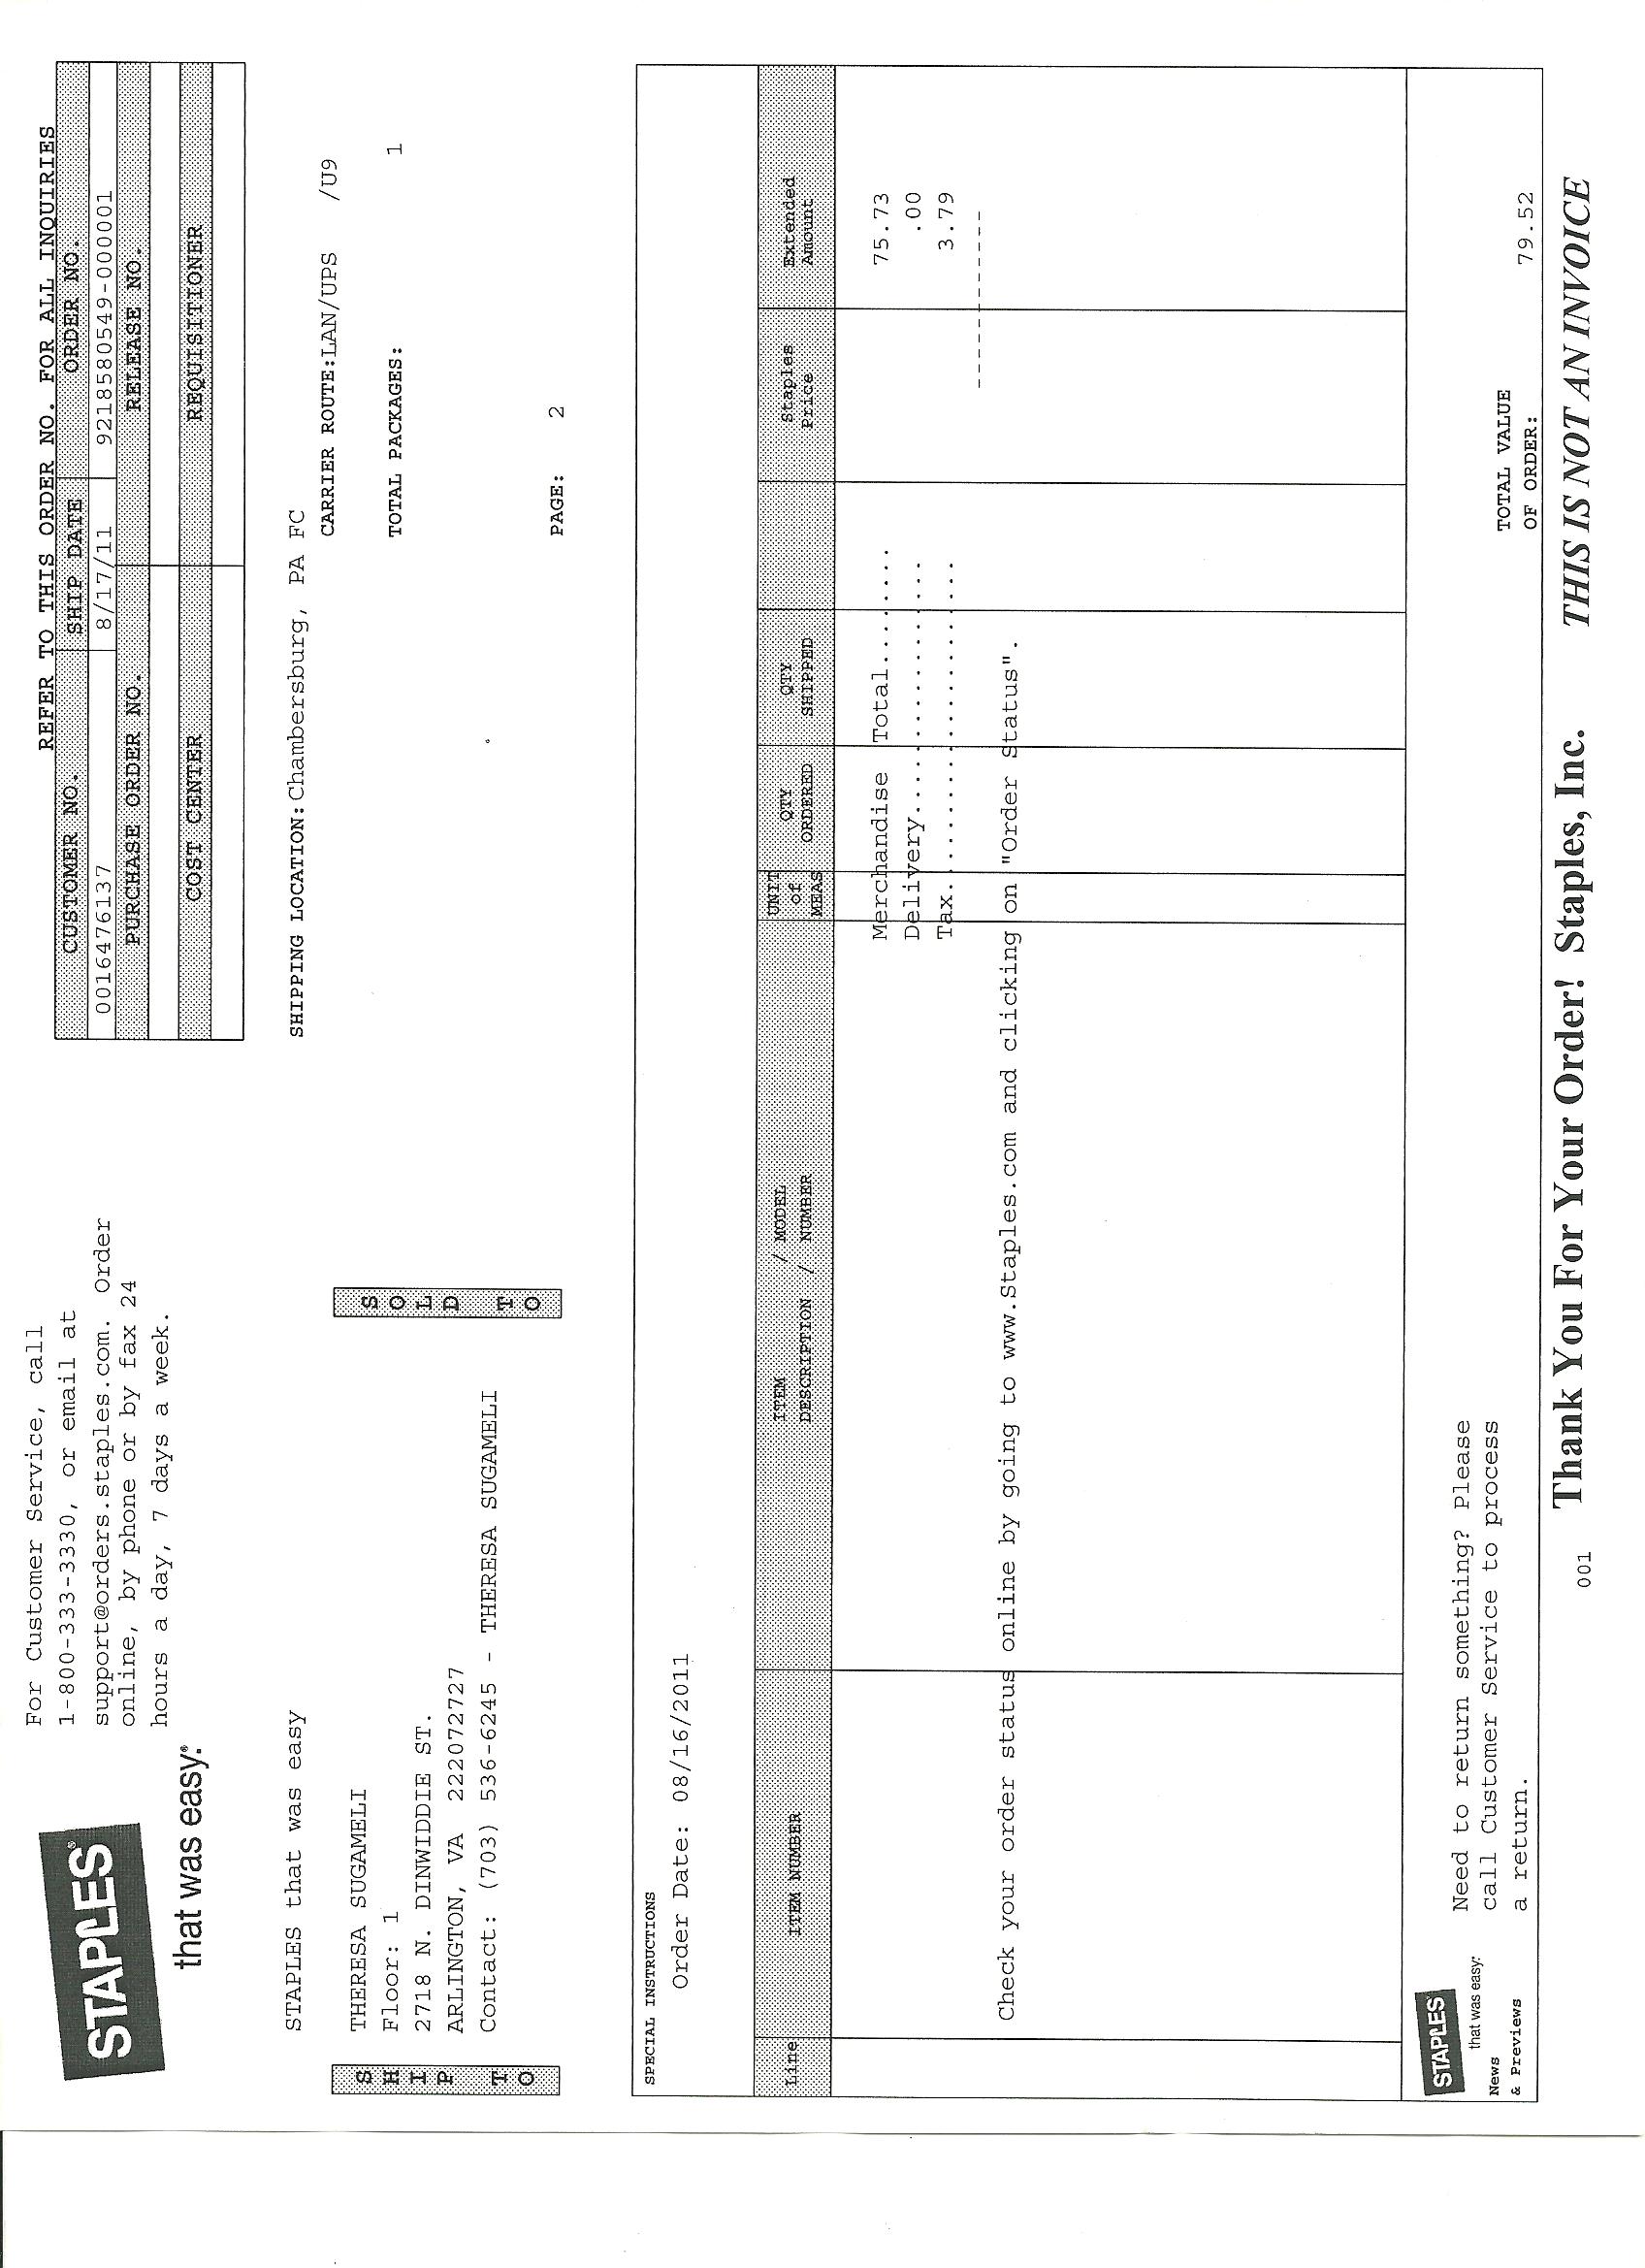 STAPLES®
that was easy®
For Customer Service, call
1-800-333-3330, or email at
support@orders.staples.com. Order
online, by phone or by fax 24
hours a day, 7 days a week.
REFER TO THIS ORDER NO. FOR ALL INQUIRIES
CUSTOMER NO. SHIP DATE ORDER NO.
0016476137 8/17/11 9218580549-000001
PURCHASE ORDER NO. RELEASE NO.
COST CENTER REQUISITIONER
STAPLES that was easy
SHIPPING LOCATION:Chambersburg, PA FC
CARRIER ROUTE:LAN/UPS /U9
TOTAL PACKAGES: 1
PAGE: 2
SHIP TO
THERESA SUGAMELI
Floor: 1
2718 N. DINWIDDIE ST.
ARLINGTON, VA 222072727
Contact: (703) 536-6245 - THERESA SUGAMELI
SOLD TO
SPECIAL INSTRUCTIONS
Order Date: 08/16/2011
Line ITEM NUMBER ITEM / MODEL DESCRIPTION / NUMBER UNIT of MEAS QTY ORDERED QTY SHIPPED Staples Price Extended Amount
Merchandise Total........ 75.73
Delivery................. .00
Tax...................... 3.79
----------------
Check your order status online by going to www.Staples.com and clicking on "Order Status".
STAPLES
that was easy:
News
& Previews
Need to return something? Please
call Customer Service to process
a return.
TOTAL VALUE
OF ORDER: 79.52
001 Thank You For Your Order! Staples, Inc. THIS IS NOT AN INVOICE